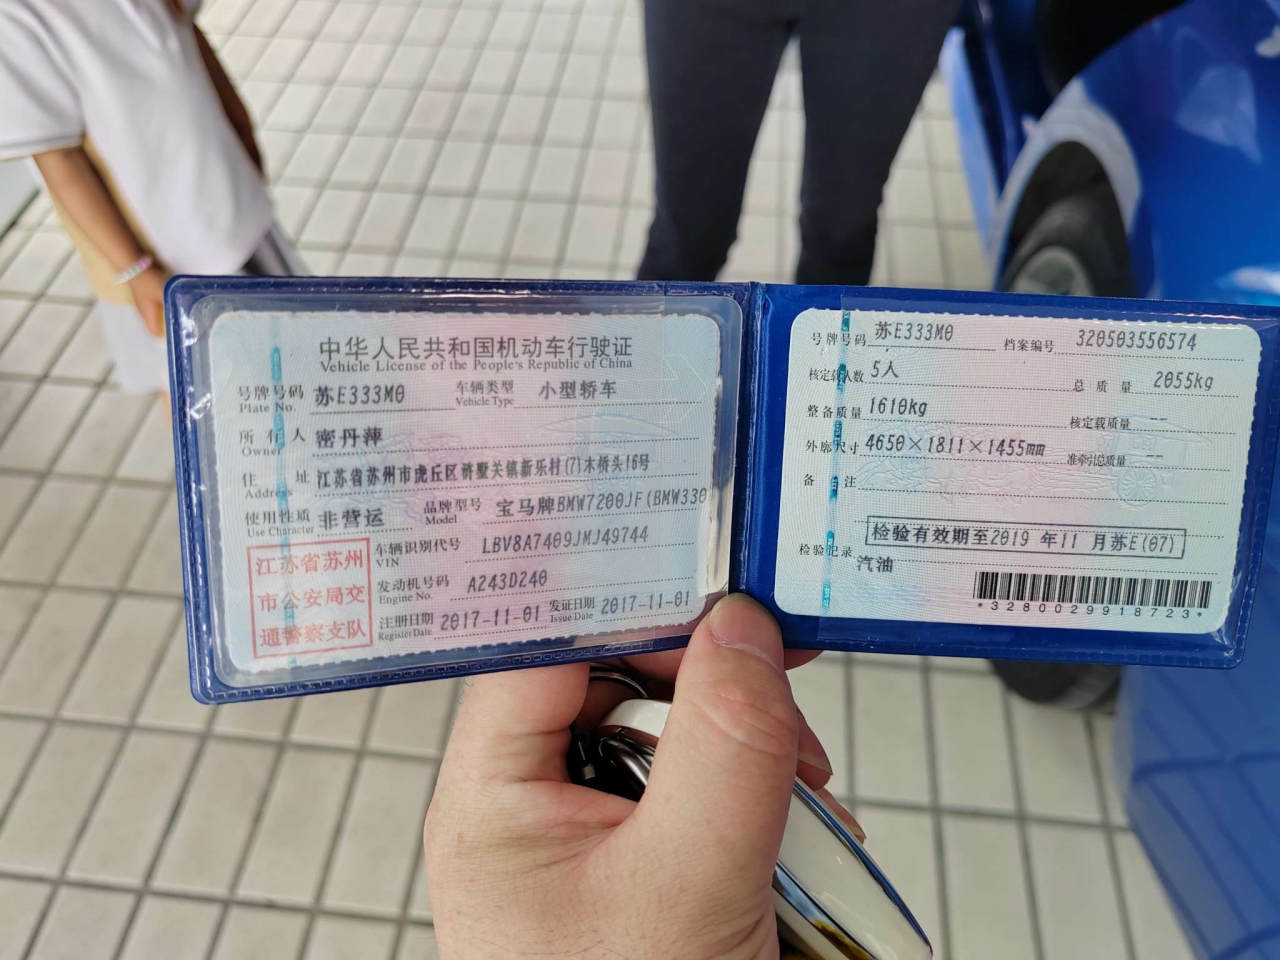 中华人民共和国机动车行驶证
Vehicle License of the People's Republic of China
号牌号码 苏E333M0 车辆类型 小型轿车
Plate No. Vehicle Type
所有人 密丹萍
Owner
住址 江苏省苏州市虎丘区浒墅关镇新乐村(7)木桥头16号
Address
使用性质 非营运 品牌型号 宝马牌BMW7200JF(BMW330
Use Character Model
江苏省苏州
市公安局交
通警察支队
车辆识别代号 LBV8A7409JMJ49744
VIN
发动机号码 A243D240
Engine No.
注册日期 2017-11-01 发证日期 2017-11-01
Register Date Issue Date
号牌号码 苏E333M0 档案编号 320503556574
核定载人数 5人 总质量 2055kg
整备质量 1610kg 核定载质量 --
外廓尺寸 4650×1811×1455mm 准牵引总质量 --
备注
检验有效期至2019 年11 月苏E(07)
检验记录 汽油
*3280029918723*